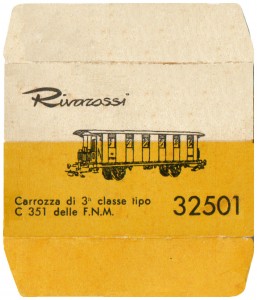 Rivarossi
Carrozza di 3ª classe tipo
C 351 delle F.N.M.
32501